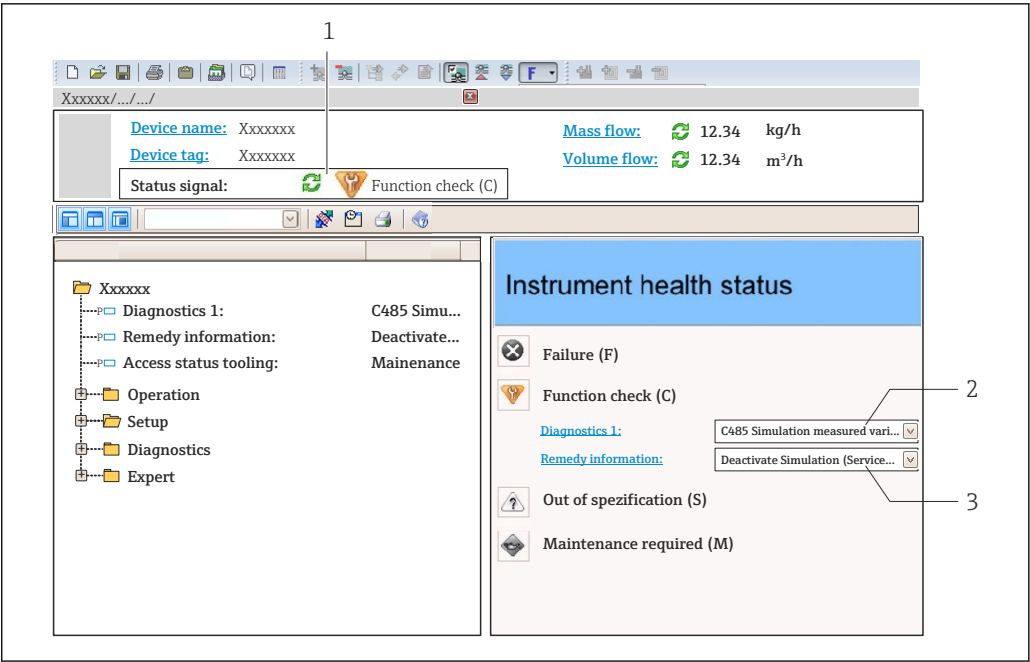 1
F
Xxxxxx/.../.../
Device name: Xxxxxxx
Mass flow: 12.34 kg/h
Device tag: Xxxxxxx
Volume flow: 12.34 m³/h
Status signal: Function check (C)
Xxxxxx
Instrument health status
P Diagnostics 1: C485 Simu...
P Remedy information: Deactivate...
P Access status tooling: Mainenance
Operation
Setup
Diagnostics
Expert
Failure (F)
Function check (C)
2
Diagnostics 1: C485 Simulation measured vari...
Remedy information: Deactivate Simulation (Service...
Out of spezification (S)
3
Maintenance required (M)